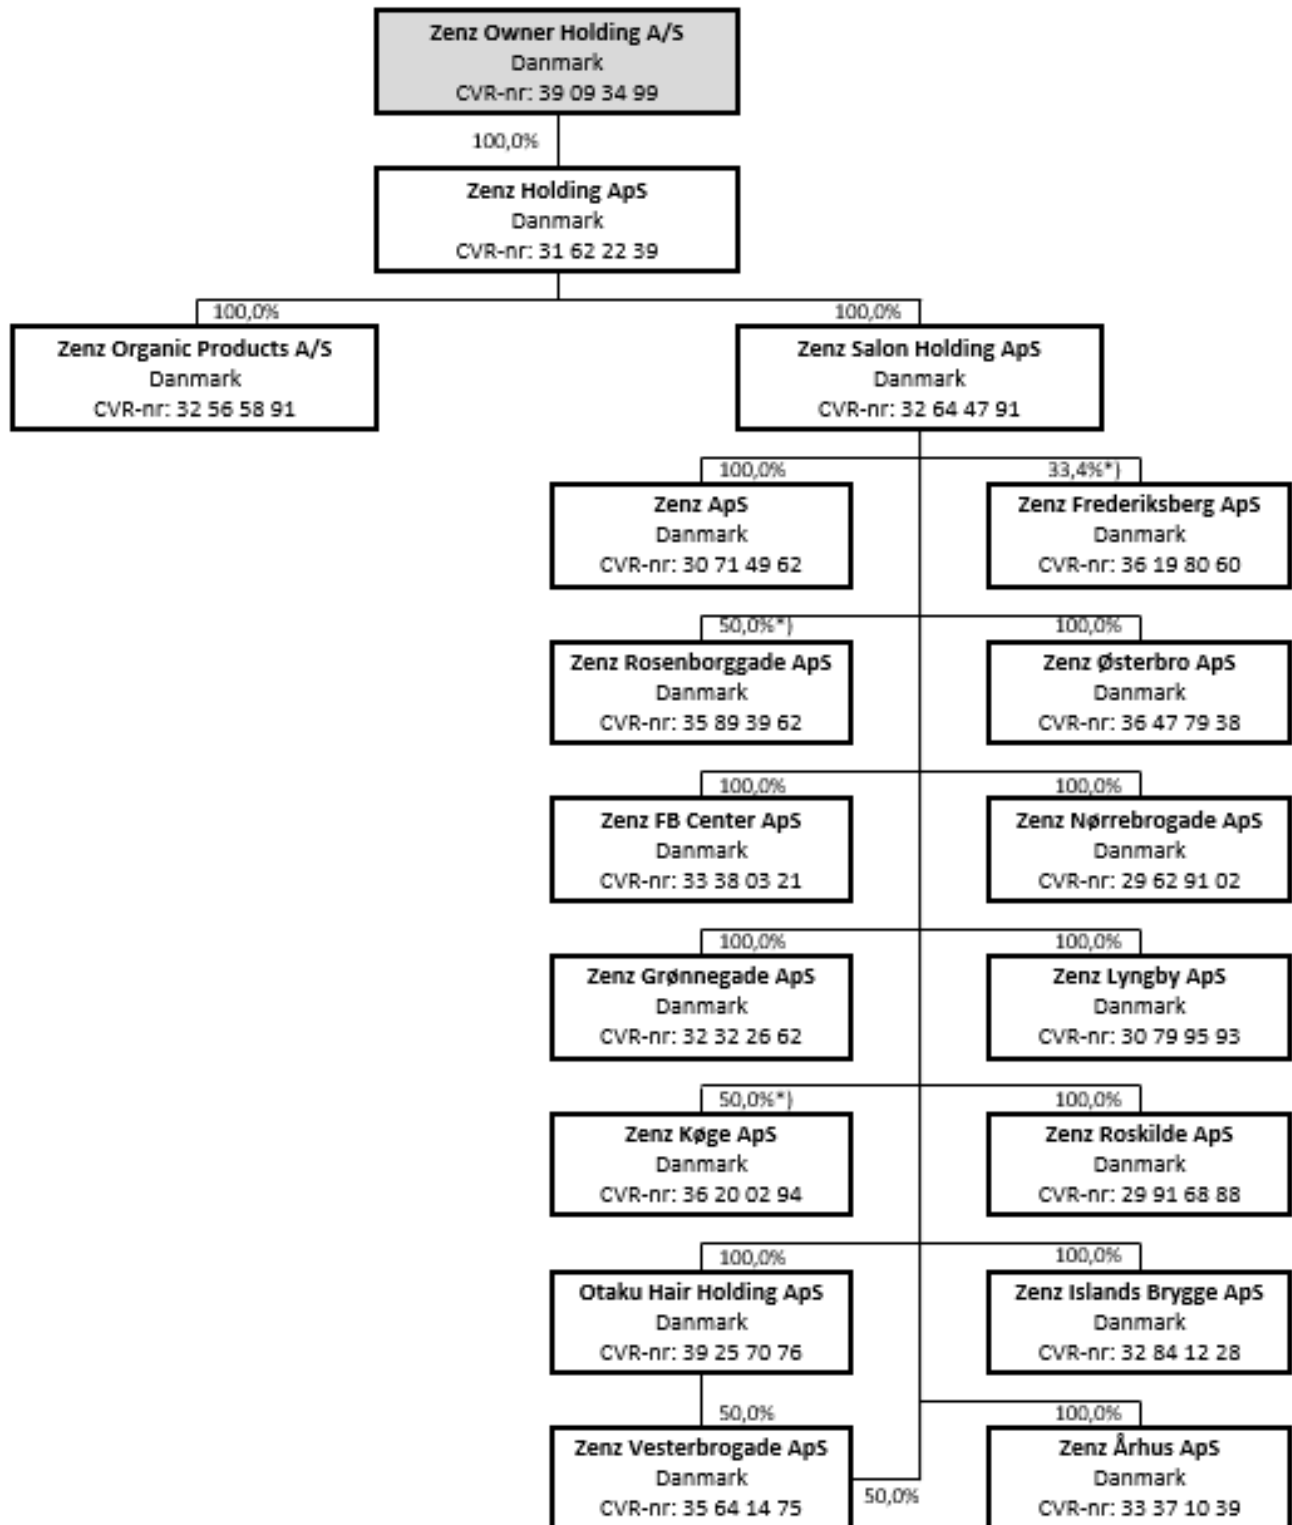 Zenz Owner Holding A/S
Danmark
CVR-nr: 39 09 34 99
100,0%
Zenz Holding ApS
Danmark
CVR-nr: 31 62 22 39
100,0%
Zenz Organic Products A/S
Danmark
CVR-nr: 32 56 58 91
100,0%
Zenz Salon Holding ApS
Danmark
CVR-nr: 32 64 47 91
100,0%
Zenz ApS
Danmark
CVR-nr: 30 71 49 62
33,4%*)
Zenz Frederiksberg ApS
Danmark
CVR-nr: 36 19 80 60
50,0%*)
Zenz Rosenborggade ApS
Danmark
CVR-nr: 35 89 39 62
100,0%
Zenz Østerbro ApS
Danmark
CVR-nr: 36 47 79 38
100,0%
Zenz FB Center ApS
Danmark
CVR-nr: 33 38 03 21
100,0%
Zenz Nørrebrogade ApS
Danmark
CVR-nr: 29 62 91 02
100,0%
Zenz Grønnegade ApS
Danmark
CVR-nr: 32 32 26 62
100,0%
Zenz Lyngby ApS
Danmark
CVR-nr: 30 79 95 93
50,0%*)
Zenz Køge ApS
Danmark
CVR-nr: 36 20 02 94
100,0%
Zenz Roskilde ApS
Danmark
CVR-nr: 29 91 68 88
100,0%
Otaku Hair Holding ApS
Danmark
CVR-nr: 39 25 70 76
100,0%
Zenz Islands Brygge ApS
Danmark
CVR-nr: 32 84 12 28
50,0%
Zenz Vesterbrogade ApS
Danmark
CVR-nr: 35 64 14 75
50,0%
100,0%
Zenz Århus ApS
Danmark
CVR-nr: 33 37 10 39